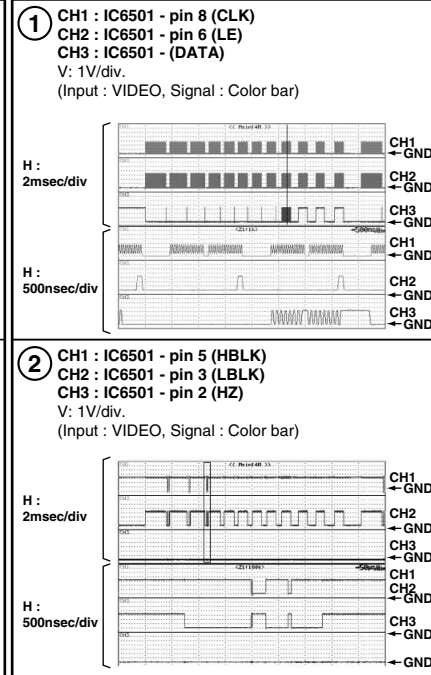 1
CH1 : IC6501 - pin 8 (CLK)
CH2 : IC6501 - pin 6 (LE)
CH3 : IC6501 - (DATA)
V: 1V/div.
(Input : VIDEO, Signal : Color bar)
H :
2msec/div
<< Main:4M >>
CH1
GND
CH2
GND
CH3
GND
H :
500nsec/div
CH1
GND
CH2
GND
CH3
GND
2
CH1 : IC6501 - pin 5 (HBLK)
CH2 : IC6501 - pin 3 (LBLK)
CH3 : IC6501 - pin 2 (HZ)
V: 1V/div.
(Input : VIDEO, Signal : Color bar)
H :
2msec/div
<< Main:4M >>
CH1
GND
CH2
GND
CH3
GND
H :
500nsec/div
CH1
CH2
GND
CH3
GND
GND